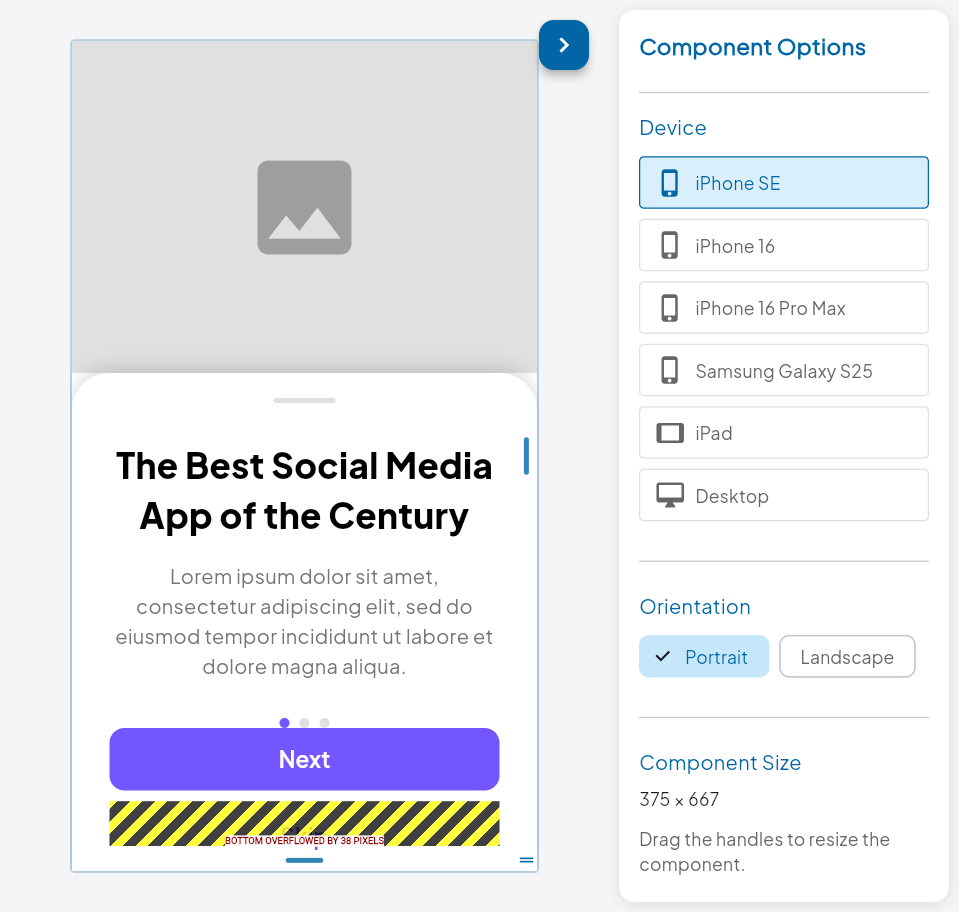 The Best Social Media
App of the Century
Lorem ipsum dolor sit amet,
consectetur adipiscing elit, sed do
eiusmod tempor incididunt ut labore et
dolore magna aliqua.
Next
BOTTOM OVERFLOWED BY 38 PIXELS
Component Options
Device
iPhone SE
iPhone 16
iPhone 16 Pro Max
Samsung Galaxy S25
iPad
Desktop
Orientation
Portrait
Landscape
Component Size
375 × 667
Drag the handles to resize the
component.